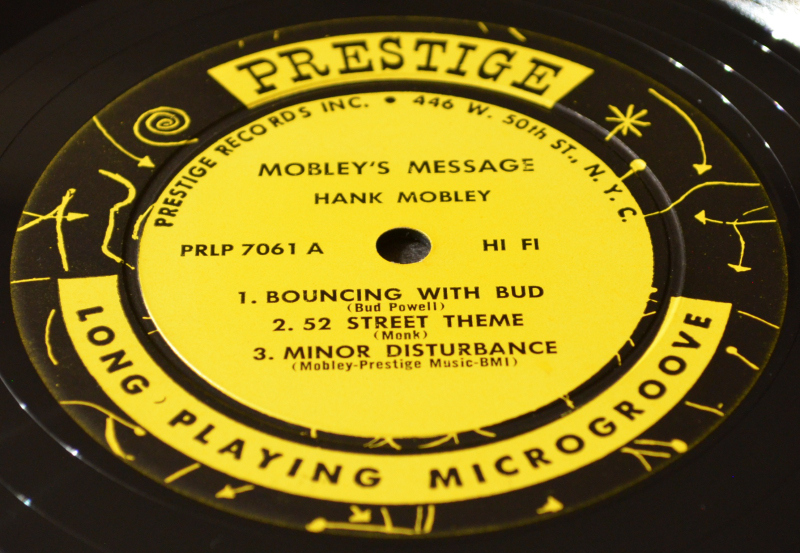 PRESTIGE
PRESTIGE RECORDS INC. • 446 W. 50th ST., N.Y.C.
MOBLEY'S MESSAGE
HANK MOBLEY
PRLP 7061 A HI FI
1. BOUNCING WITH BUD
(Bud Powell)
2. 52 STREET THEME
(Monk)
3. MINOR DISTURBANCE
(Mobley-Prestige Music-BMI)
LONG PLAYING MICROGROOVE